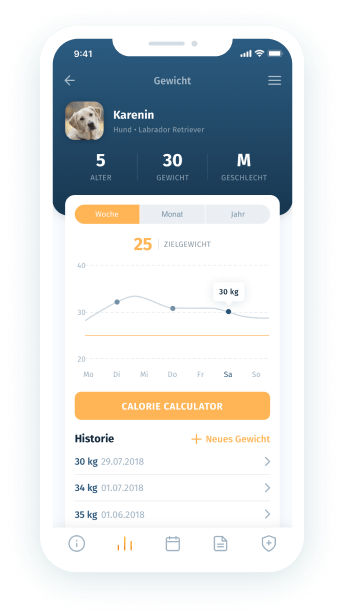 9:41
Gewicht
Karenin
Hund • Labrador Retriever
5 30 M
ALTER GEWICHT GESCHLECHT
Woche Monat Jahr
25 ZIELGEWICHT
40
30 kg
30
20
Mo Di Mi Do Fr Sa So
CALORIE CALCULATOR
Historie + Neues Gewicht
30 kg 29.07.2018
34 kg 01.07.2018
35 kg 01.06.2018